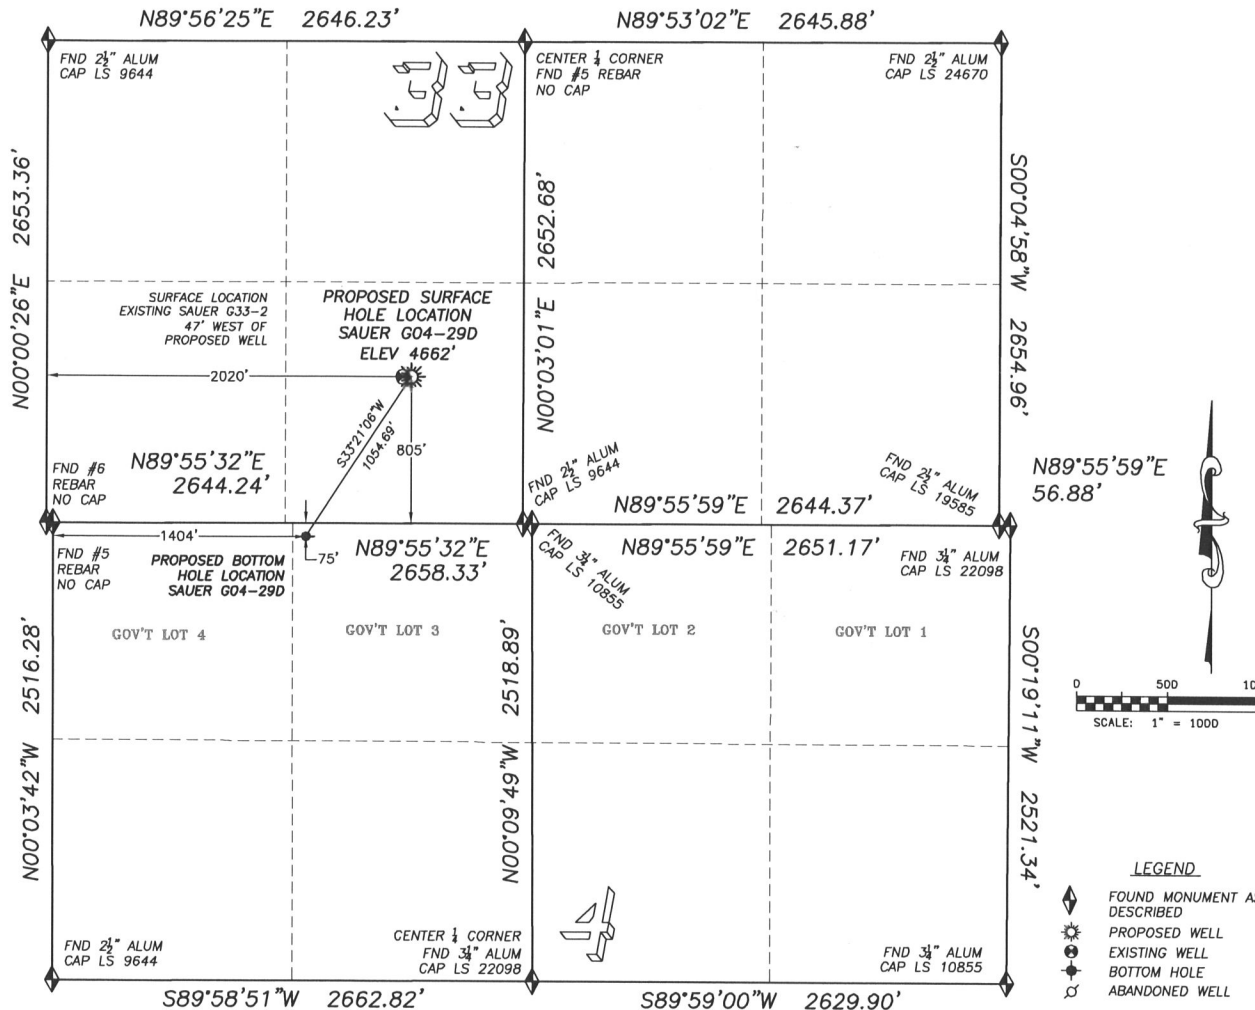 N89°56'25"E 2646.23'
N89°53'02"E 2645.88'
FND 2½" ALUM
CAP LS 9644
33
CENTER ¼ CORNER
FND #5 REBAR
NO CAP
FND 2½" ALUM
CAP LS 24670
N00°00'26"E 2653.36'
N00°03'01"E 2652.68'
S00°04'58"W 2654.96'
SURFACE LOCATION
EXISTING SAUER G33-2
47' WEST OF
PROPOSED WELL
PROPOSED SURFACE
HOLE LOCATION
SAUER G04-29D
ELEV 4662'
2020'
S33°21'06"W
1054.69'
805'
FND #6
REBAR
NO CAP
N89°55'32"E
2644.24'
FND 2½" ALUM
CAP LS 9644
FND 2½" ALUM
CAP LS 19585
N89°55'59"E 2644.37'
N89°55'59"E
56.88'
1404'
75'
FND #5
REBAR
NO CAP
PROPOSED BOTTOM
HOLE LOCATION
SAUER G04-29D
N89°55'32"E
2658.33'
FND 3¼" ALUM
CAP LS 10855
N89°55'59"E 2651.17'
FND 3¼" ALUM
CAP LS 22098
GOV'T LOT 4
GOV'T LOT 3
GOV'T LOT 2
GOV'T LOT 1
N00°03'42"W 2516.28'
N00°09'49"W 2518.89'
S00°19'11"W 2521.34'
0 500
SCALE: 1" = 1000
4
FND 2½" ALUM
CAP LS 9644
CENTER ¼ CORNER
FND 3¼" ALUM
CAP LS 22098
FND 3¼" ALUM
CAP LS 10855
S89°58'51"W 2662.82'
S89°59'00"W 2629.90'
LEGEND
FOUND MONUMENT
DESCRIBED
PROPOSED WELL
EXISTING WELL
BOTTOM HOLE
ABANDONED WELL